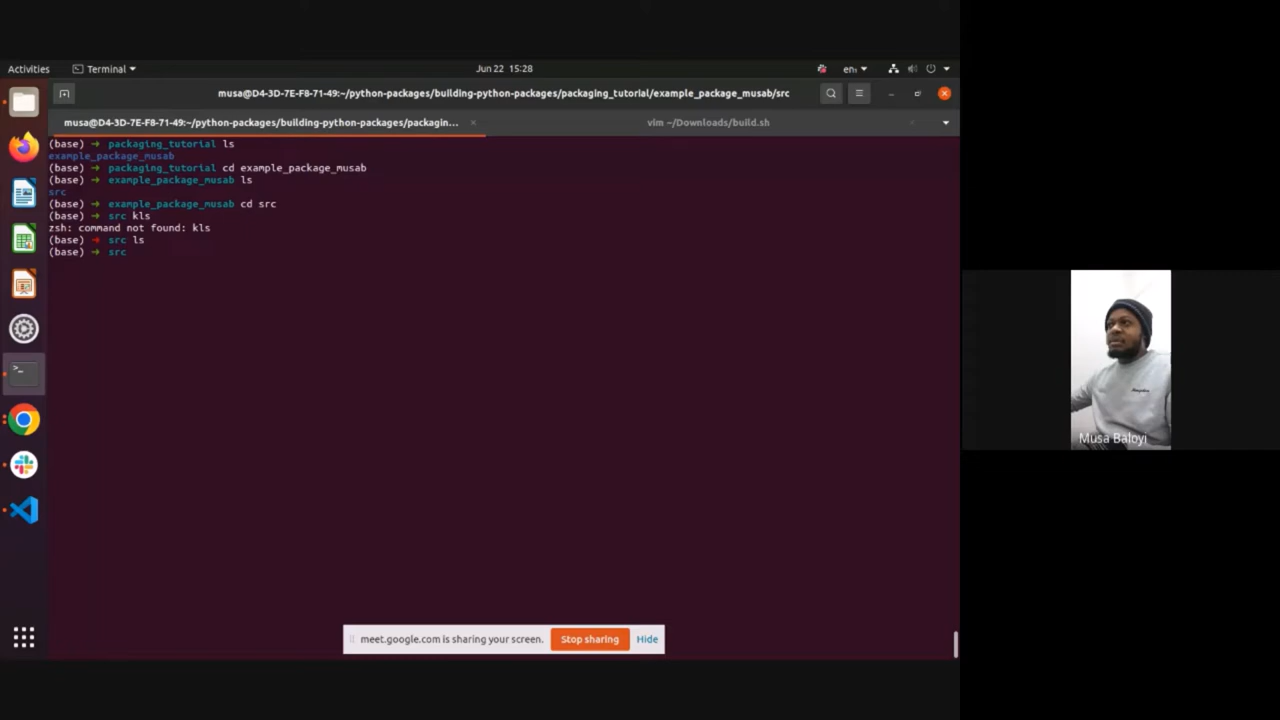 Activities
Terminal
Jun 22 15:28
en₁
musa@D4-3D-7E-F8-71-49:~/python-packages/building-python-packages/packaging_tutorial/example_package_musab/src
musa@D4-3D-7E-F8-71-49:~/python-packages/building-python-packages/packagin...
vim ~/Downloads/build.sh
(base) → packaging_tutorial ls
example_package_musab
(base) → packaging_tutorial cd example_package_musab
(base) → example_package_musab ls
src
(base) → example_package_musab cd src
(base) → src kls
zsh: command not found: kls
(base) → src ls
(base) → src
meet.google.com is sharing your screen.
Stop sharing
Hide
Musa Baloyi